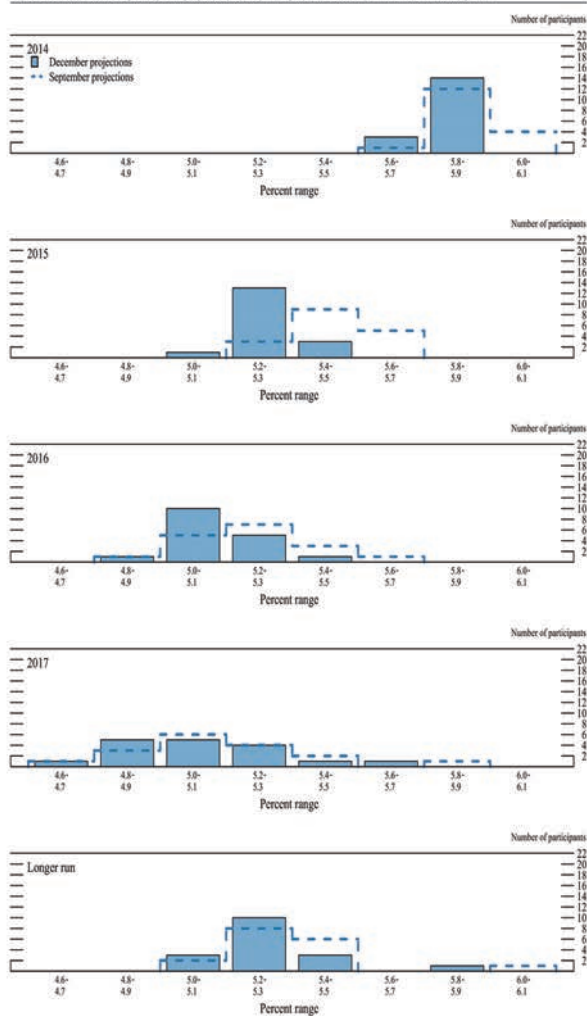 Number of participants
2014
December projections
September projections
22
20
18
16
14
12
10
8
6
4
2
4.6- 4.8- 5.0- 5.2- 5.4- 5.6- 5.8- 6.0-
4.7 4.9 5.1 5.3 5.5 5.7 5.9 6.1
Percent range
Number of participants
2015
22
20
18
16
14
12
10
8
6
4
2
4.6- 4.8- 5.0- 5.2- 5.4- 5.6- 5.8- 6.0-
4.7 4.9 5.1 5.3 5.5 5.7 5.9 6.1
Percent range
Number of participants
2016
22
20
18
16
14
12
10
8
6
4
2
4.6- 4.8- 5.0- 5.2- 5.4- 5.6- 5.8- 6.0-
4.7 4.9 5.1 5.3 5.5 5.7 5.9 6.1
Percent range
Number of participants
2017
22
20
18
16
14
12
10
8
6
4
2
4.6- 4.8- 5.0- 5.2- 5.4- 5.6- 5.8- 6.0-
4.7 4.9 5.1 5.3 5.5 5.7 5.9 6.1
Percent range
Number of participants
Longer run
22
20
18
16
14
12
10
8
6
4
2
4.6- 4.8- 5.0- 5.2- 5.4- 5.6- 5.8- 6.0-
4.7 4.9 5.1 5.3 5.5 5.7 5.9 6.1
Percent range